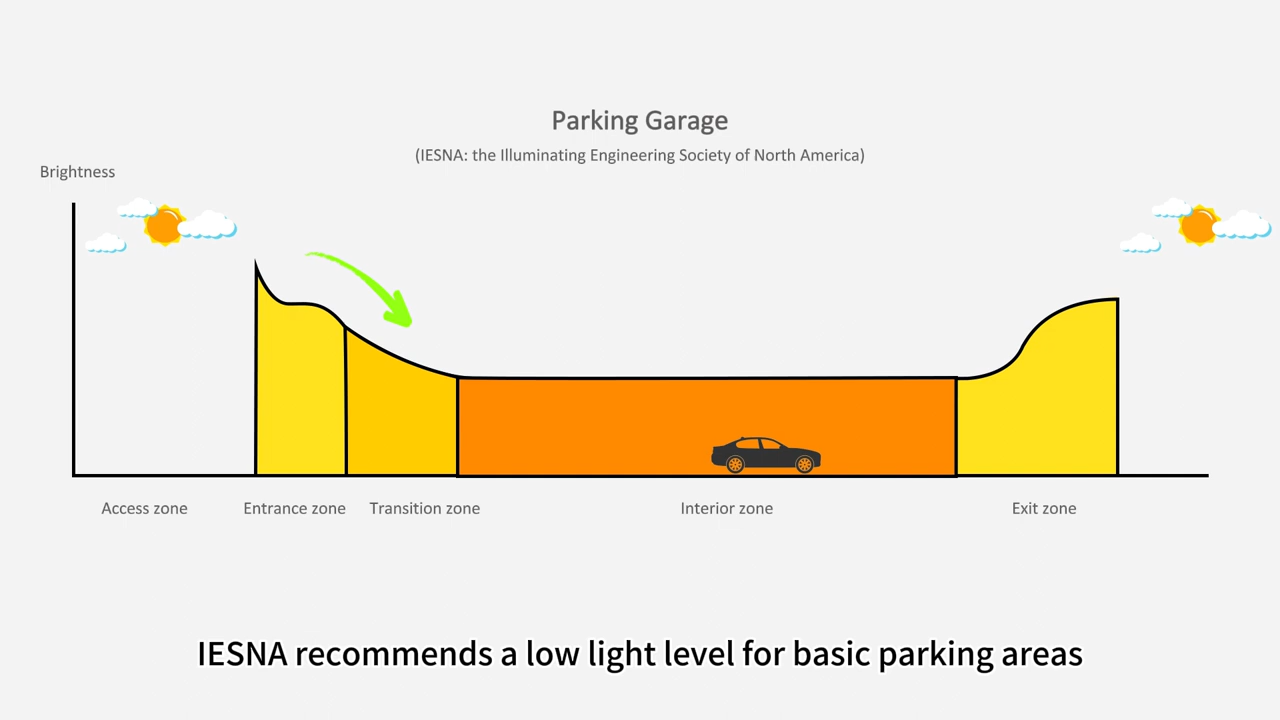 Parking Garage
(IESNA: the Illuminating Engineering Society of North America)
Brightness
Access zone
Entrance zone
Transition zone
Interior zone
Exit zone
IESNA recommends a low light level for basic parking areas